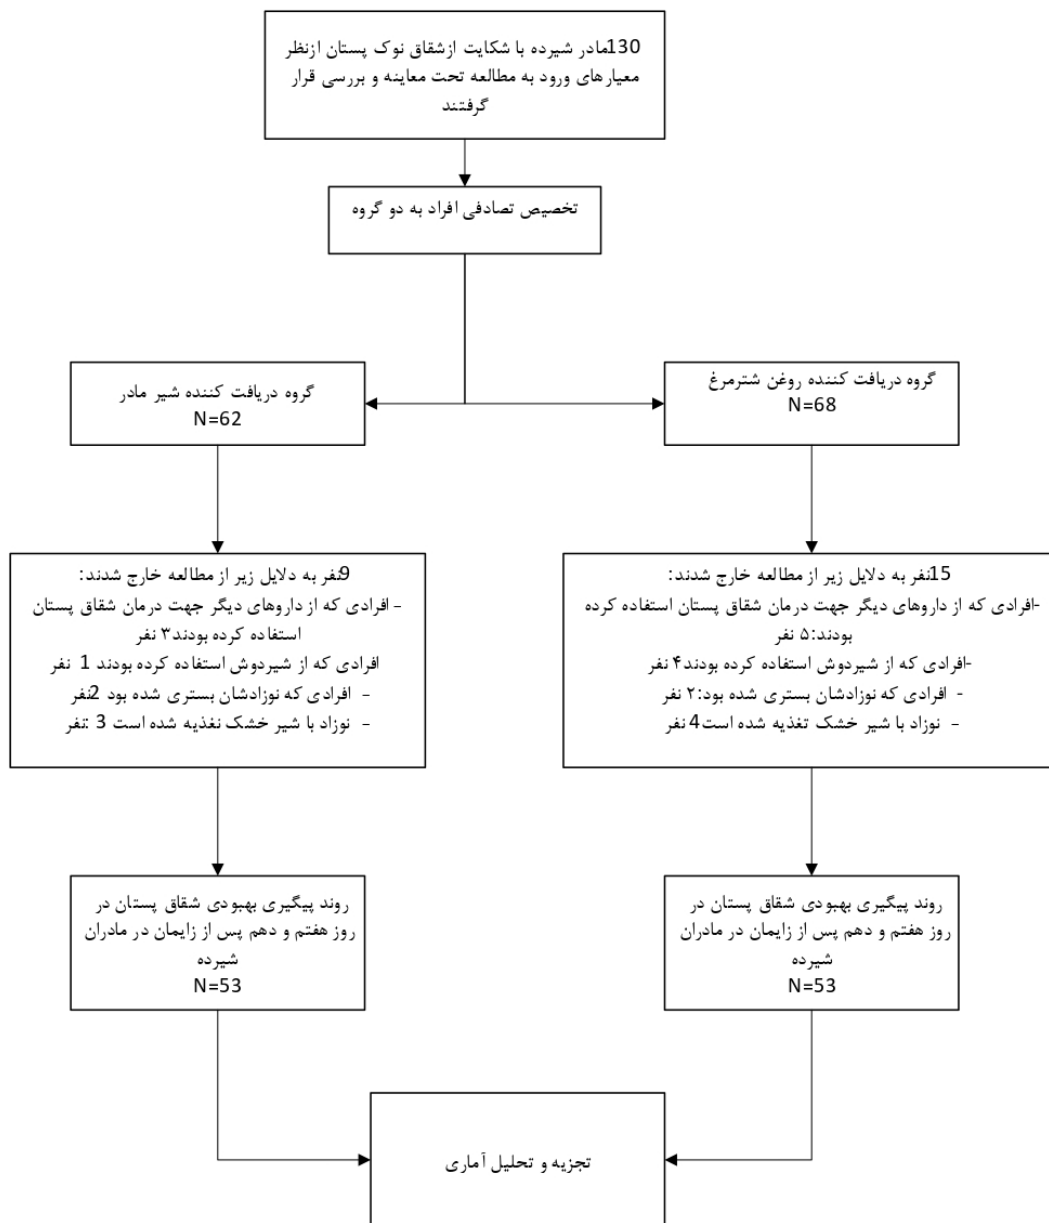 130مادر شیرده با شکایت ازشقاق نوک پستان ازنظر
معیارهای ورود به مطالعه تحت معاینه و بررسی قرار
گرفتند
تخصیص تصادفی افراد به دو گروه
گروه دریافت کننده روغن شترمرغ
N=68
گروه دریافت کننده شیر مادر
N=62
15نفر به دلایل زیر از مطالعه خارج شدند:
-افرادی که از داروهای دیگر جهت درمان شقاق پستان استفاده کرده
بودند:۵ نفر
-افرادی که از شیردوش استفاده کرده بودند۴ نفر
- افرادی که نوزادشان بستری شده بود:۲ نفر
- نوزاد با شیر خشک تغذیه شده است4 نفر
9نفر به دلایل زیر از مطالعه خارج شدند:
- افرادی که از داروهای دیگر جهت درمان شقاق پستان
استفاده کرده بودند۳ نفر
افرادی که از شیردوش استفاده کرده بودند 1 نفر
- افرادی که نوزادشان بستری شده بود 2نفر
- نوزاد با شیر خشک نغذیه شده است 3 :نفر
روند پیگیری بهبودی شقاق پستان در
روز هفتم و دهم پس از زایمان در مادران
شیرده
N=53
روند پیگیری بهبودی شقاق پستان در
روز هفتم و دهم پس از زایمان در مادران
شیرده
N=53
تجزیه و تحلیل آماری